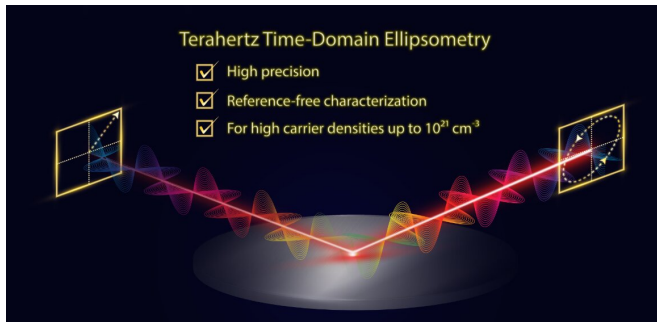 Terahertz Time-Domain Ellipsometry
High precision
Reference-free characterization
For high carrier densities up to 10²¹ cm⁻³